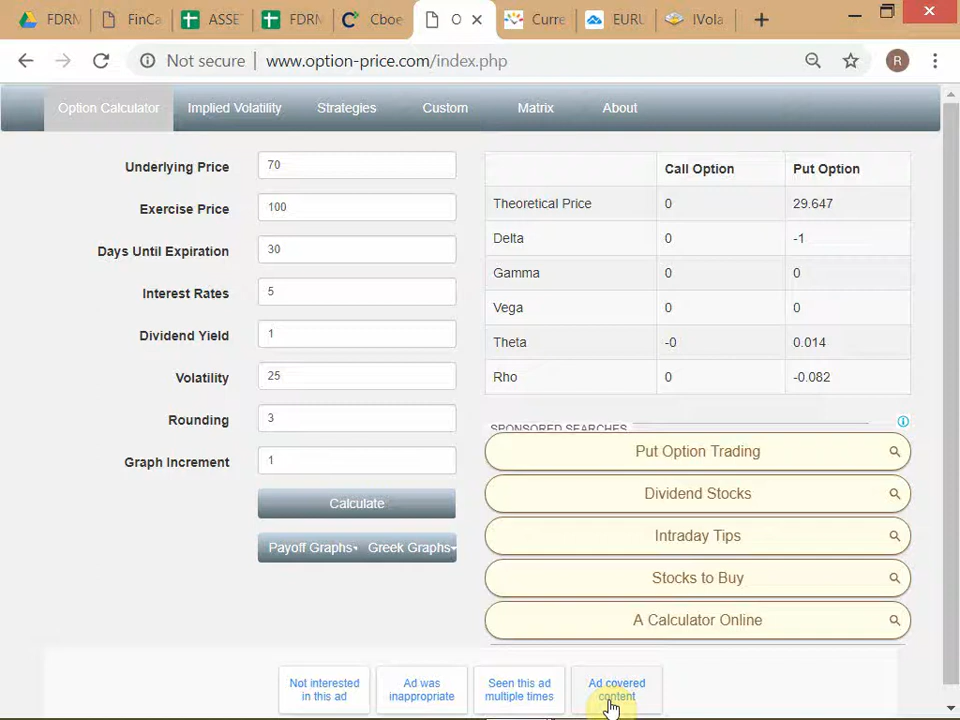 FDRM
FinCa
ASSE
FDRM
Cboe
O
Curre
EURU
IVola
Not secure
www.option-price.com/index.php
R
Option Calculator
Implied Volatility
Strategies
Custom
Matrix
About
Underlying Price
70
Exercise Price
100
Days Until Expiration
30
Interest Rates
5
Dividend Yield
1
Volatility
25
Rounding
3
Graph Increment
1
Calculate
Payoff Graphs
Greek Graphs
Call Option
Put Option
Theoretical Price
0
29.647
Delta
0
-1
Gamma
0
0
Vega
0
0
Theta
-0
0.014
Rho
0
-0.082
SPONSORED SEARCHES
Put Option Trading
Dividend Stocks
Intraday Tips
Stocks to Buy
A Calculator Online
Not interested
in this ad
Ad was
inappropriate
Seen this ad
multiple times
Ad covered
content